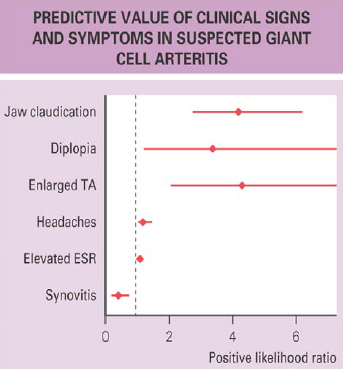 PREDICTIVE VALUE OF CLINICAL SIGNS
AND SYMPTOMS IN SUSPECTED GIANT
CELL ARTERITIS
Jaw claudication
Diplopia
Enlarged TA
Headaches
Elevated ESR
Synovitis
0 2 4 6
Positive likelihood ratio